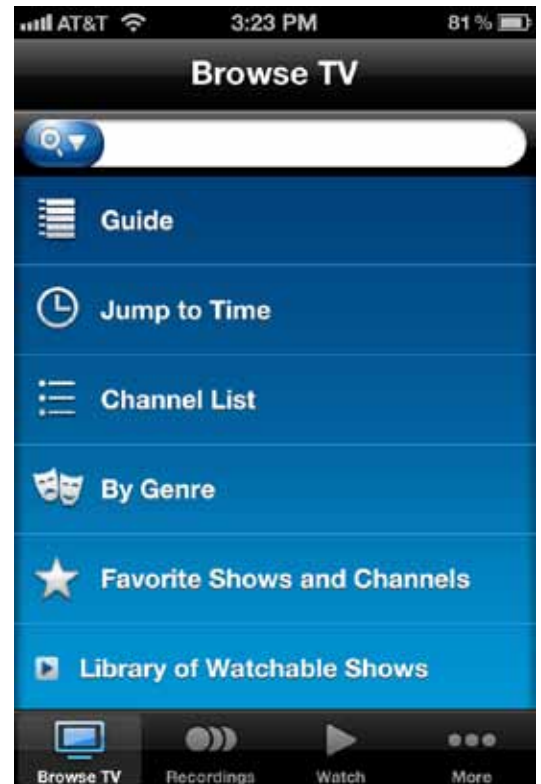 AT&T 3:23 PM 81%
Browse TV
Guide
Jump to Time
Channel List
By Genre
Favorite Shows and Channels
Library of Watchable Shows
Browse TV Recordings Watch More